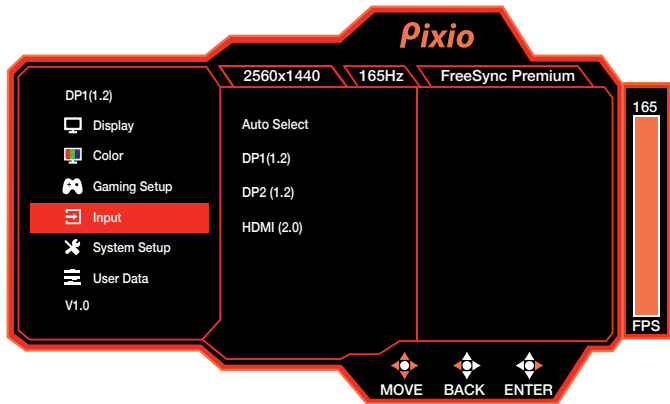 Pixio
2560x1440 165Hz FreeSync Premium
DP1(1.2)
Display
Color
Gaming Setup
Input
System Setup
User Data
V1.0
Auto Select
DP1(1.2)
DP2 (1.2)
HDMI (2.0)
165
FPS
MOVE BACK ENTER